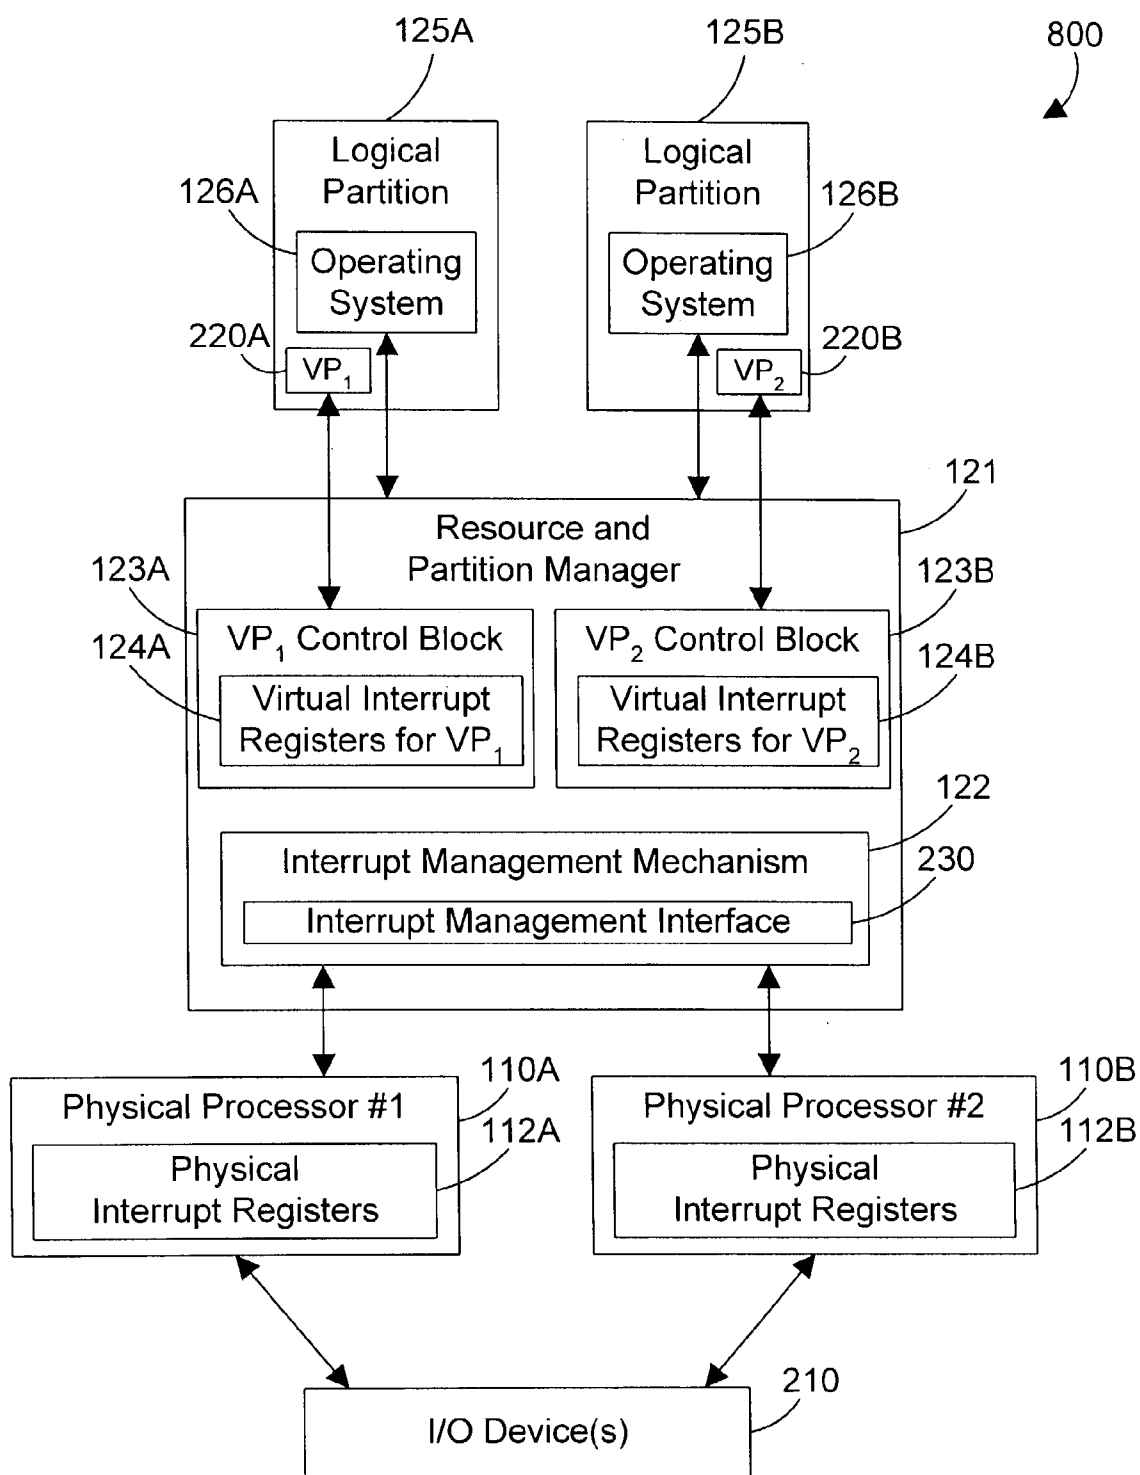 125A
125B
800
Logical
Partition
Logical
Partition
126A
126B
Operating
System
Operating
System
220A
220B
VP₁
VP₂
121
Resource and
Partition Manager
123A
123B
VP₁ Control Block
VP₂ Control Block
124A
124B
Virtual Interrupt
Registers for VP₁
Virtual Interrupt
Registers for VP₂
122
Interrupt Management Mechanism
230
Interrupt Management Interface
110A
110B
Physical Processor #1
Physical Processor #2
112A
112B
Physical
Interrupt Registers
Physical
Interrupt Registers
210
I/O Device(s)